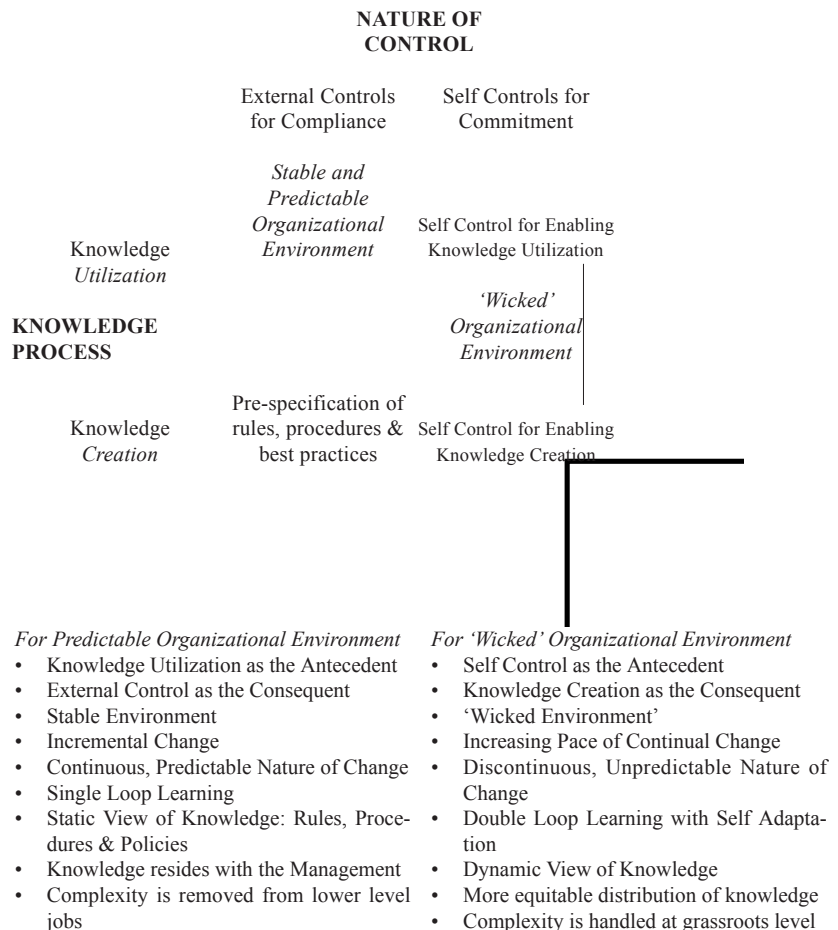 NATURE OF
CONTROL
External Controls
for Compliance
Self Controls for
Commitment
Stable and
Predictable
Organizational
Environment
Self Control for Enabling
Knowledge Utilization
Knowledge
Utilization
‘Wicked’
Organizational
Environment
KNOWLEDGE
PROCESS
Knowledge
Creation
Pre-specification of
rules, procedures &
best practices
Self Control for Enabling
Knowledge Creation
For Predictable Organizational Environment
• Knowledge Utilization as the Antecedent
• External Control as the Consequent
• Stable Environment
• Incremental Change
• Continuous, Predictable Nature of Change
• Single Loop Learning
• Static View of Knowledge: Rules, Proce-
dures & Policies
• Knowledge resides with the Management
• Complexity is removed from lower level
jobs
For ‘Wicked’ Organizational Environment
• Self Control as the Antecedent
• Knowledge Creation as the Consequent
• ‘Wicked Environment’
• Increasing Pace of Continual Change
• Discontinuous, Unpredictable Nature of
Change
• Double Loop Learning with Self Adapta-
tion
• Dynamic View of Knowledge
• More equitable distribution of knowledge
• Complexity is handled at grassroots level